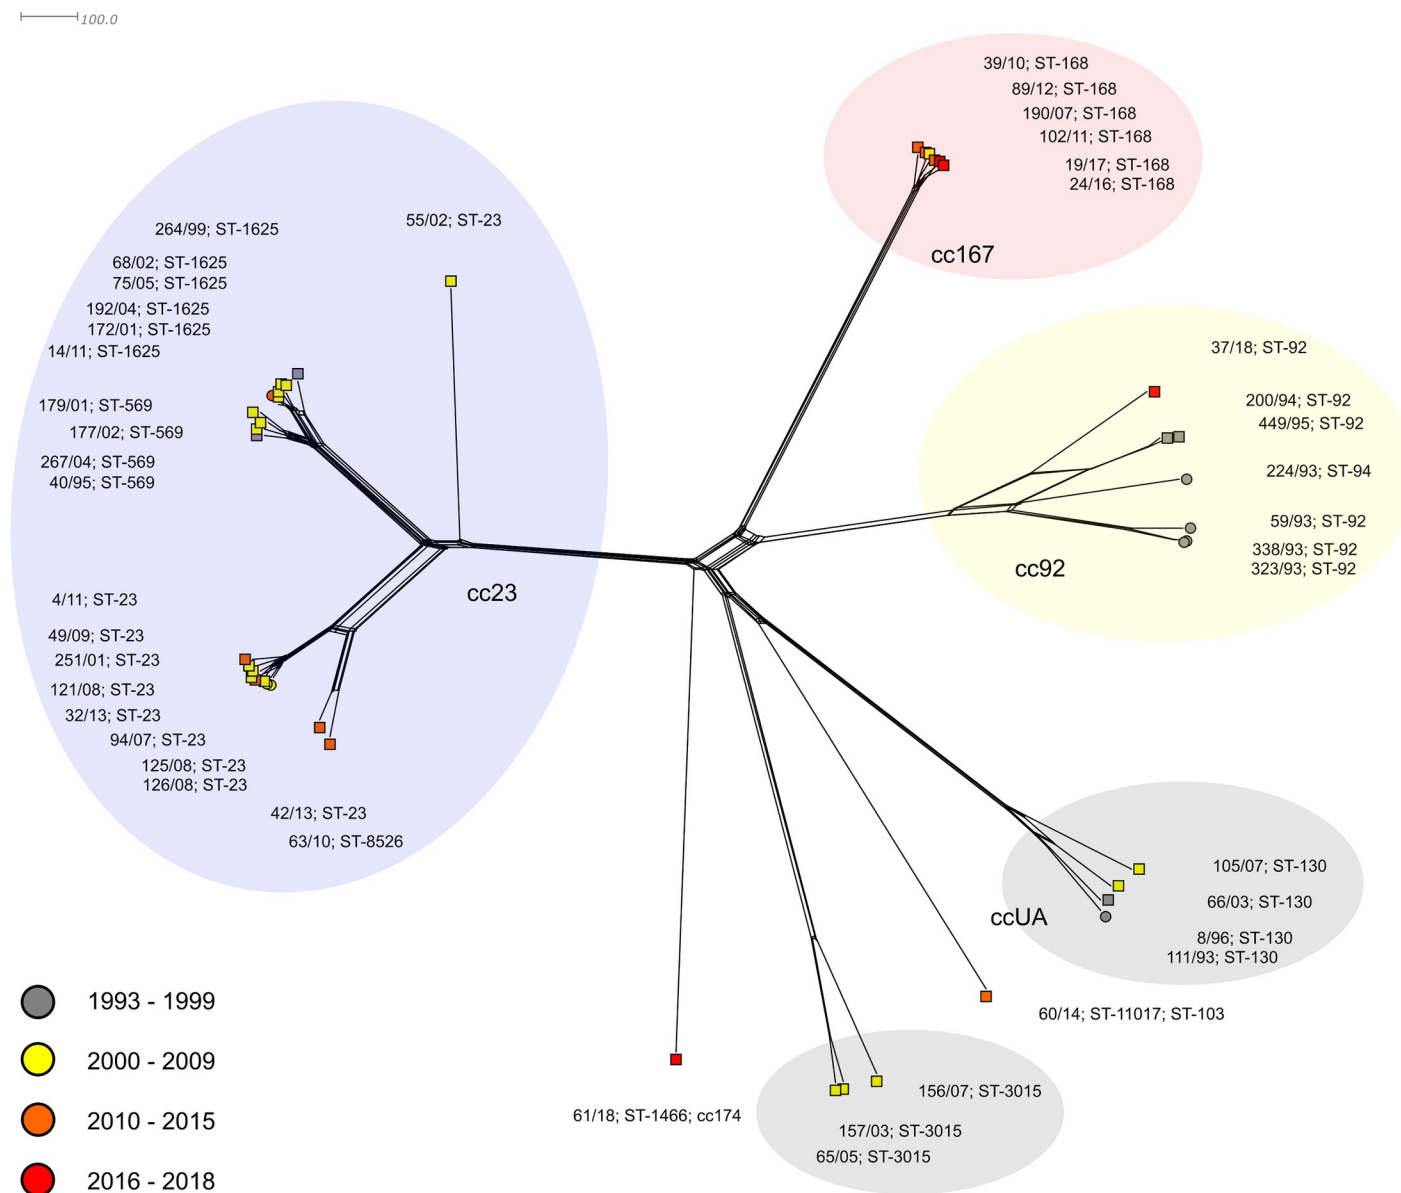 100.0
39/10; ST-168
89/12; ST-168
190/07; ST-168
102/11; ST-168
19/17; ST-168
24/16; ST-168
cc167
55/02; ST-23
264/99; ST-1625
68/02; ST-1625
75/05; ST-1625
192/04; ST-1625
172/01; ST-1625
14/11; ST-1625
179/01; ST-569
177/02; ST-569
267/04; ST-569
40/95; ST-569
cc23
4/11; ST-23
49/09; ST-23
251/01; ST-23
121/08; ST-23
32/13; ST-23
94/07; ST-23
125/08; ST-23
126/08; ST-23
42/13; ST-23
63/10; ST-8526
37/18; ST-92
200/94; ST-92
449/95; ST-92
224/93; ST-94
59/93; ST-92
338/93; ST-92
323/93; ST-92
cc92
105/07; ST-130
66/03; ST-130
8/96; ST-130
111/93; ST-130
ccUA
60/14; ST-11017; ST-103
156/07; ST-3015
157/03; ST-3015
65/05; ST-3015
61/18; ST-1466; cc174
1993 - 1999
2000 - 2009
2010 - 2015
2016 - 2018